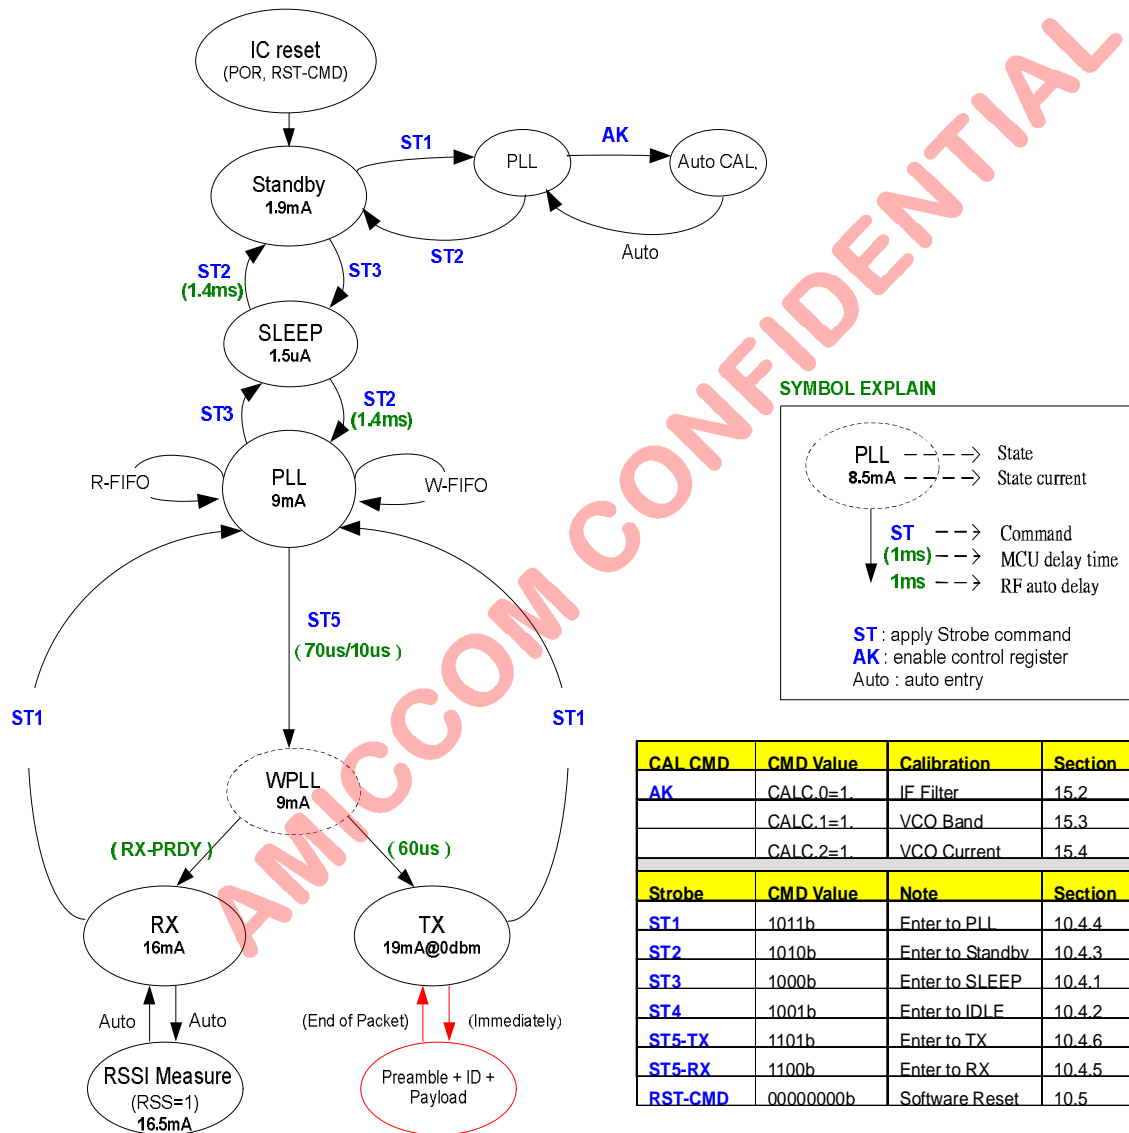 IC reset
(POR, RST-CMD)
ST1
AK
PLL
Auto CAL.
Standby
1.9mA
ST2
Auto
ST2
(1.4ms)
ST3
SLEEP
1.5uA
ST3
ST2
(1.4ms)
R-FIFO
PLL
9mA
W-FIFO
ST5
( 70us/10us )
ST1
ST1
WPLL
9mA
( RX-PRDY )
( 60us )
RX
16mA
TX
19mA@0dbm
Auto
Auto
(End of Packet)
(Immediately)
RSSI Measure
(RSS=1)
16.5mA
Preamble + ID +
Payload
SYMBOL EXPLAIN
PLL
8.5mA
State
State current
ST
(1ms)
1ms
Command
MCU delay time
RF auto delay
ST : apply Strobe command
AK : enable control register
Auto : auto entry
CAL CMD CMD Value Calibration Section
AK CALC.0=1. IF Filter 15.2
CALC.1=1. VCO Band 15.3
CALC.2=1. VCO Current 15.4
Strobe CMD Value Note Section
ST1 1011b Enter to PLL 10.4.4
ST2 1010b Enter to Standby 10.4.3
ST3 1000b Enter to SLEEP 10.4.1
ST4 1001b Enter to IDLE 10.4.2
ST5-TX 1101b Enter to TX 10.4.6
ST5-RX 1100b Enter to RX 10.4.5
RST-CMD 00000000b Software Reset 10.5
AMICCOM CONFIDENTIAL